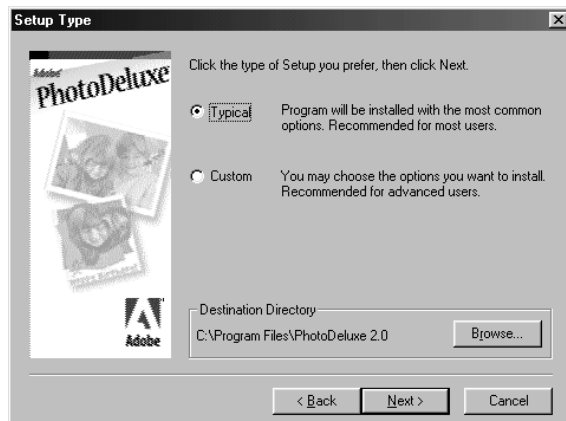 Setup Type
Adobe
PhotoDeluxe
Click the type of Setup you prefer, then click Next.
Typical
Program will be installed with the most common
options. Recommended for most users.
Custom
You may choose the options you want to install.
Recommended for advanced users.
Happy Birthday!
Adobe
Destination Directory
C:\Program Files\PhotoDeluxe 2.0
Browse...
< Back
Next >
Cancel